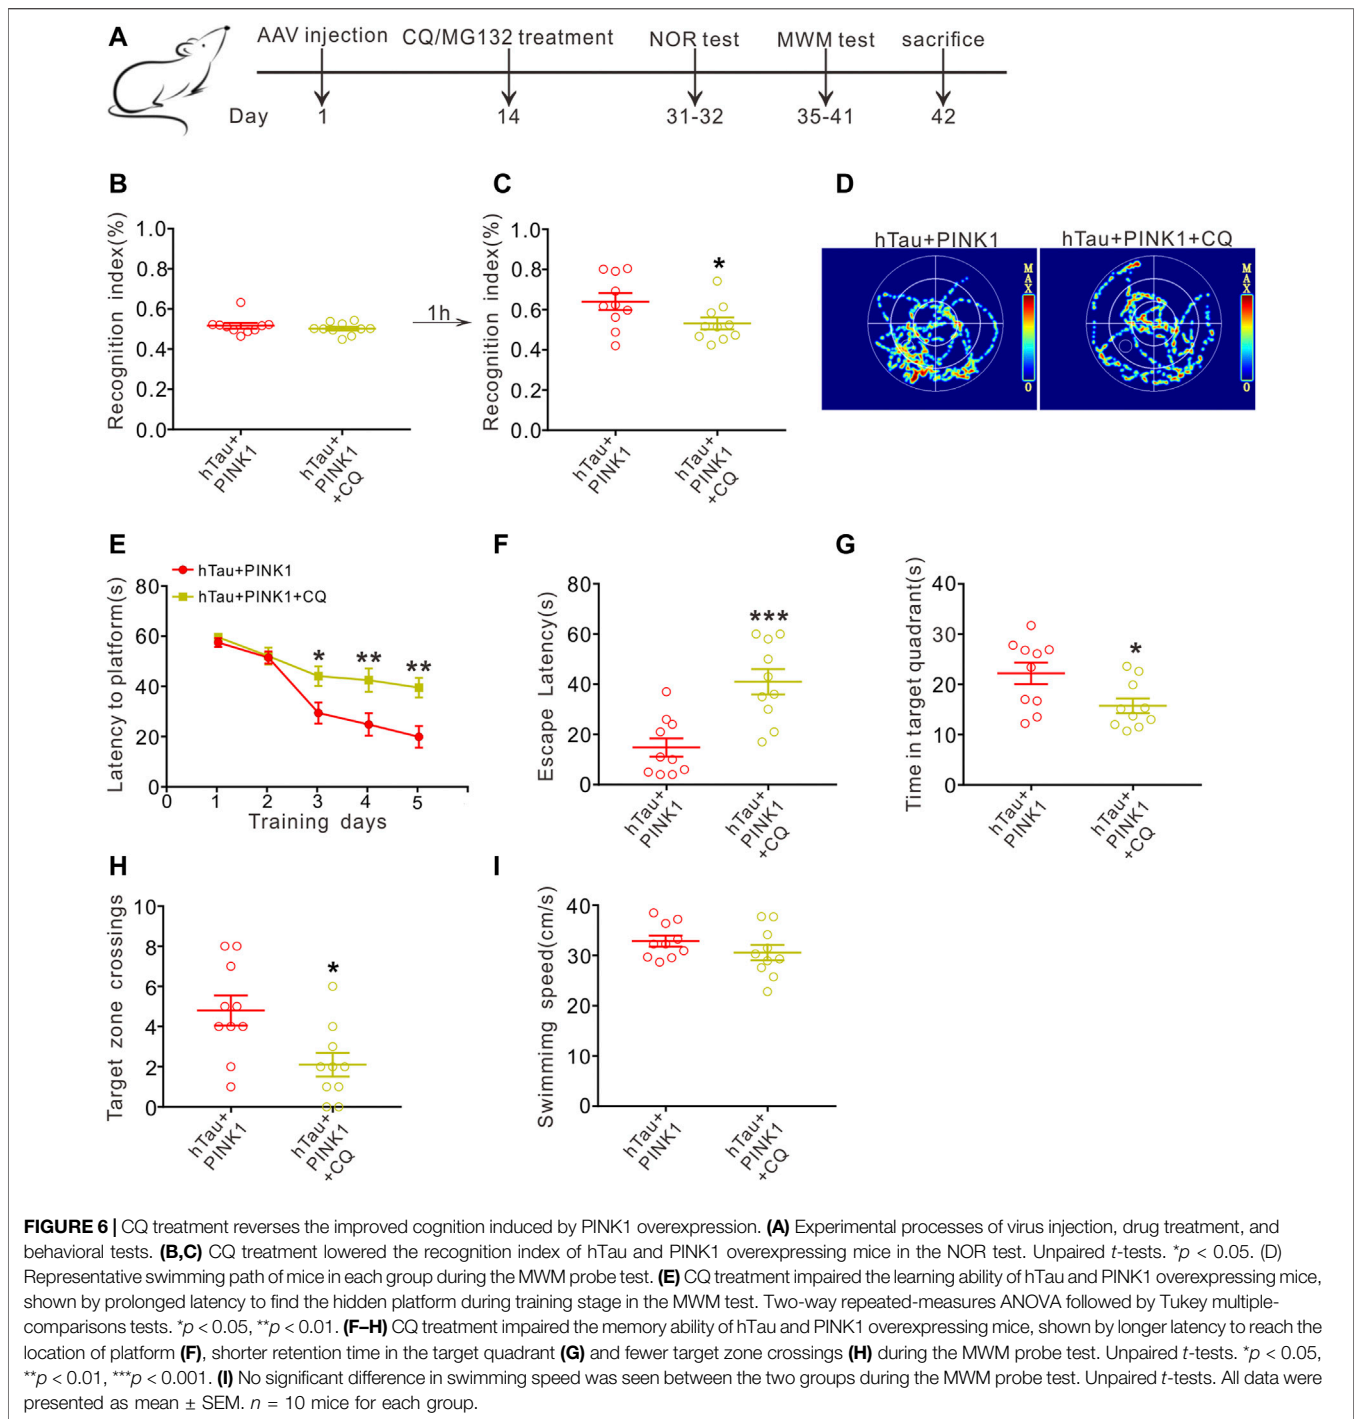 A
AAV injection CQ/MG132 treatment NOR test MWM test sacrifice
Day 1 14 31-32 35-41 42
B
Recognition index(%)
1.0
0.8
0.6
0.4
0.2
0.0
hTau+
PINK1
hTau+
PINK1
+CQ
1h
C
Recognition index(%)
1.0
0.8
0.6
0.4
0.2
0.0
*
hTau+
PINK1
hTau+
PINK1
+CQ
D
hTau+PINK1
MAX
0
hTau+PINK1+CQ
MAX
0
E
hTau+PINK1
hTau+PINK1+CQ
Latency to platform(s)
80
60
40
20
0
* ** **
0 1 2 3 4 5
Training days
F
Escape Latency(s)
80
60
40
20
0
***
hTau+
PINK1
hTau+
PINK1
+CQ
G
Time in target quadrant(s)
40
30
20
10
0
*
hTau+
PINK1
hTau+
PINK1
+CQ
H
Target zone crossings
10
8
6
4
2
0
*
hTau+
PINK1
hTau+
PINK1
+CQ
I
Swimmimg speed(cm/s)
40
30
20
10
0
hTau+
PINK1
hTau+
PINK1
+CQ
FIGURE 6 | CQ treatment reverses the improved cognition induced by PINK1 overexpression. (A) Experimental processes of virus injection, drug treatment, and
behavioral tests. (B,C) CQ treatment lowered the recognition index of hTau and PINK1 overexpressing mice in the NOR test. Unpaired t-tests. *p < 0.05. (D)
Representative swimming path of mice in each group during the MWM probe test. (E) CQ treatment impaired the learning ability of hTau and PINK1 overexpressing mice,
shown by prolonged latency to find the hidden platform during training stage in the MWM test. Two-way repeated-measures ANOVA followed by Tukey multiple-
comparisons tests. *p < 0.05, **p < 0.01. (F–H) CQ treatment impaired the memory ability of hTau and PINK1 overexpressing mice, shown by longer latency to reach the
location of platform (F), shorter retention time in the target quadrant (G) and fewer target zone crossings (H) during the MWM probe test. Unpaired t-tests. *p < 0.05,
**p < 0.01, ***p < 0.001. (I) No significant difference in swimming speed was seen between the two groups during the MWM probe test. Unpaired t-tests. All data were
presented as mean ± SEM. n = 10 mice for each group.